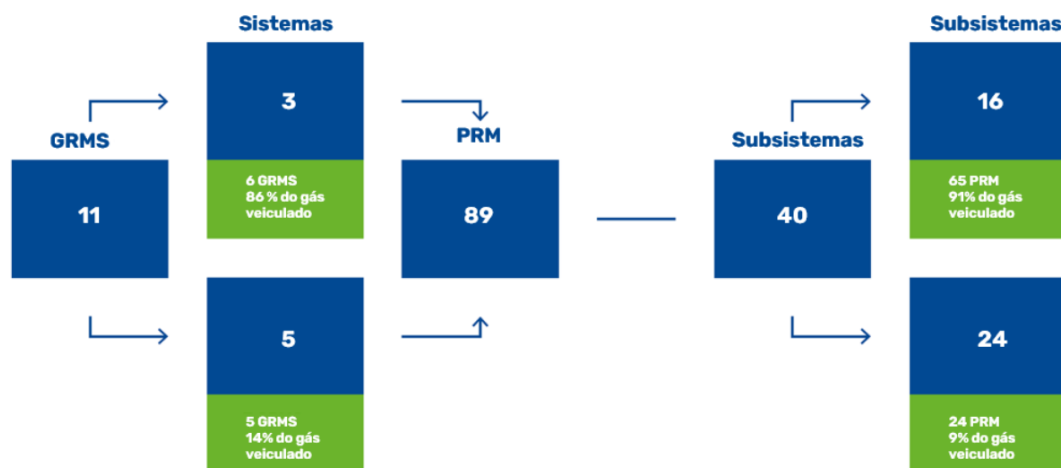 Sistemas
3
6 GRMS
86 % do gás
veiculado
GRMS
11
5
5 GRMS
14% do gás
veiculado
PRM
89
Subsistemas
40
Subsistemas
16
65 PRM
91% do gás
veiculado
24
24 PRM
9% do gás
veiculado